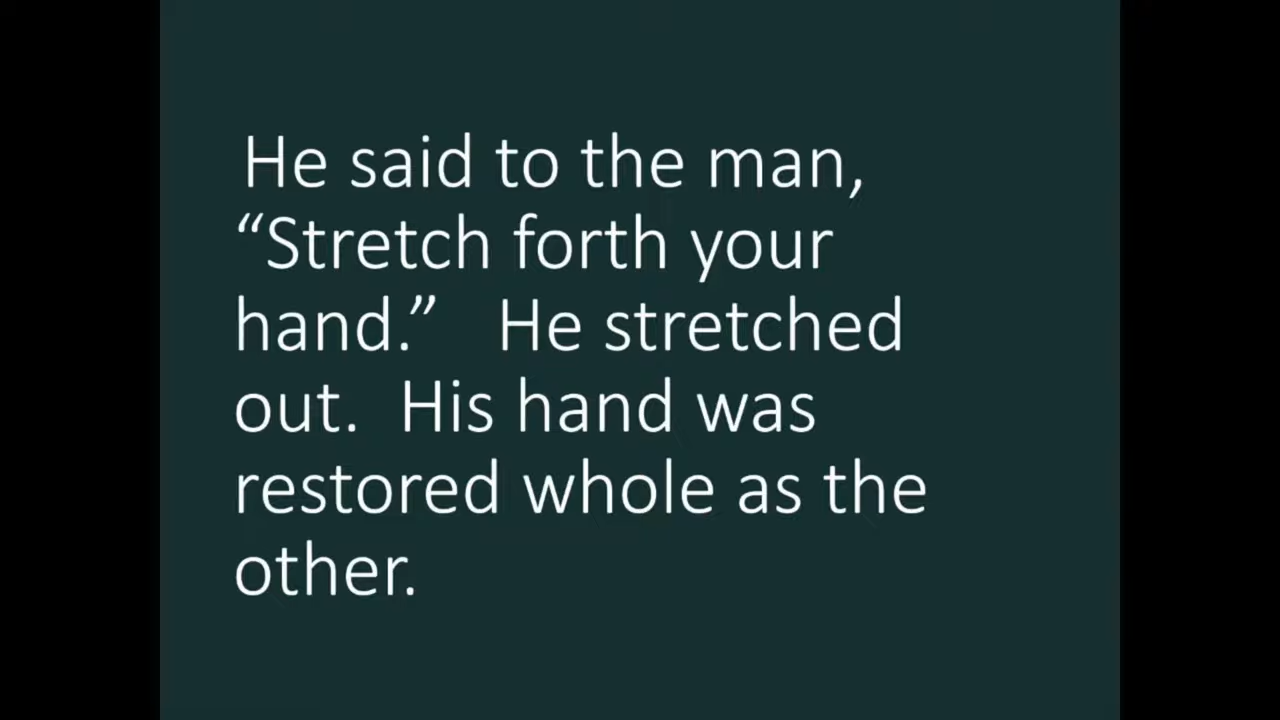 He said to the man,
“Stretch forth your
hand.”   He stretched
out.  His hand was
restored whole as the
other.